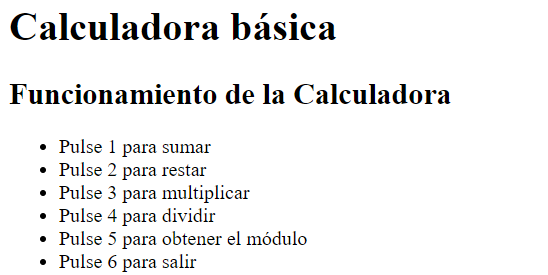 Calculadora básica
Funcionamiento de la Calculadora
• Pulse 1 para sumar
• Pulse 2 para restar
• Pulse 3 para multiplicar
• Pulse 4 para dividir
• Pulse 5 para obtener el módulo
• Pulse 6 para salir